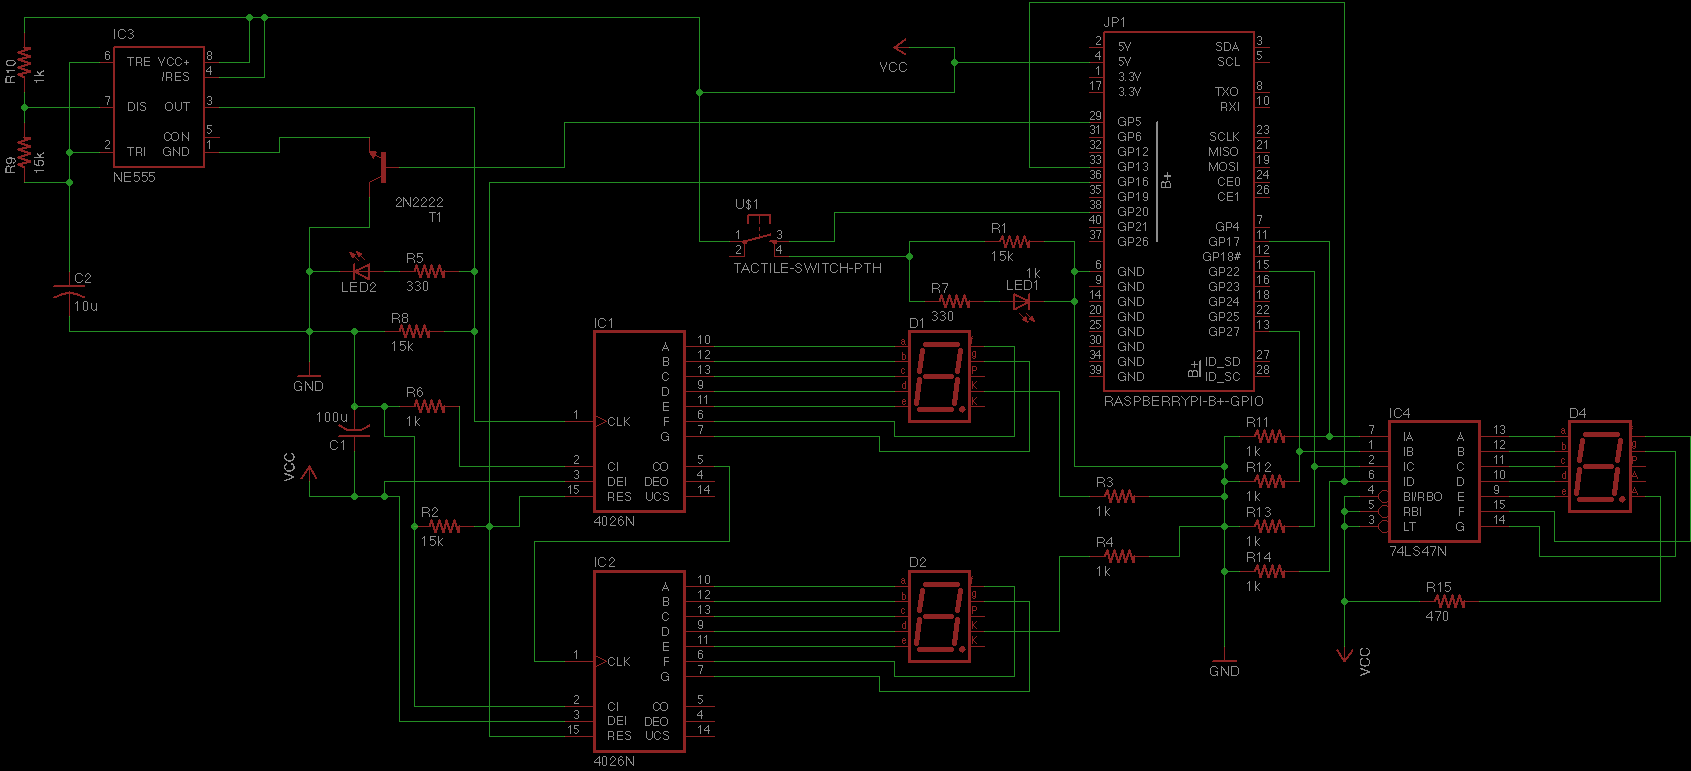 IC3
6 TRE VCC+ 8
/RES 4
7 DIS OUT 3
CON 5
2 TRI GND 1
NE555
R10
1k
R9
15k
C2
10u
2N2222
T1
LED2
R5
330
R8
15k
GND
R6
1k
100u
C1
VCC
R2
15k
VCC
U$1
1 3
2 4
TACTILE-SWITCH-PTH
R1
15k
1k
LED1
R7
330
JP1
2 5V SDA 3
4 5V SCL 5
1 3.3V
17 3.3V TXO 8
RXI 10
29 GP5
31 GP6 SCLK 23
32 GP12 MISO 21
33 GP13 MOSI 19
36 GP16 CE0 24
35 GP19 CE1 26
38 GP20
40 GP21 GP4 7
37 GP26 GP17 11
GP18# 12
6 GND GP22 15
9 GND GP23 16
14 GND GP24 18
20 GND GP25 22
25 GND GP27 13
30 GND
34 GND ID_SD 27
39 GND ID_SC 28
B+
B+
RASPBERRYPI-B+-GPIO
IC1
A 10
B 12
C 13
D 9
E 11
1 CLK F 6
G 7
2 CI CO 5
3 DEI DEO 4
15 RES UCS 14
4026N
D1
a f
b g
c P
d K
e K
IC2
A 10
B 12
C 13
D 9
E 11
1 CLK F 6
G 7
2 CI CO 5
3 DEI DEO 4
15 RES UCS 14
4026N
D2
a f
b g
c P
d K
e K
R3
1k
R4
1k
R11
1k
R12
1k
R13
1k
R14
1k
GND
IC4
7 IA A 13
1 IB B 12
2 IC C 11
6 ID D 10
4 BI/RBO E 9
5 RBI F 15
3 LT G 14
74LS47N
D4
a f
b g
c P
d A
e A
R15
470
VCC